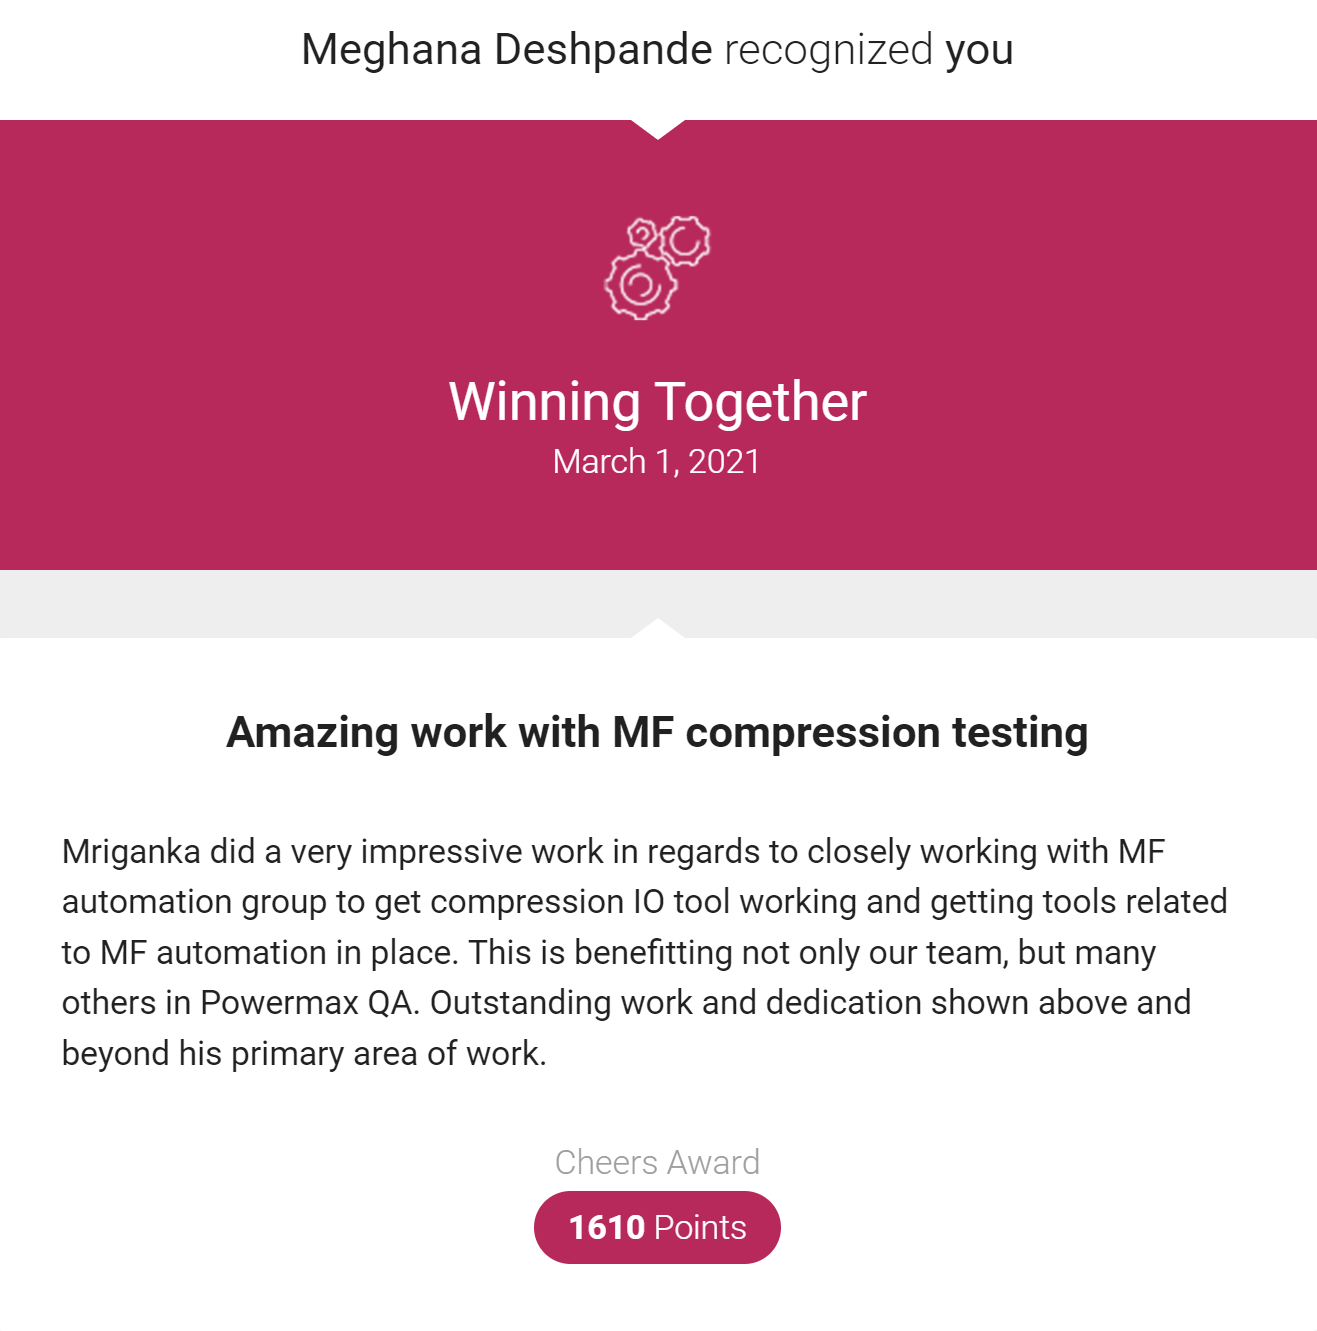 Meghana Deshpande recognized you
Winning Together
March 1, 2021
Amazing work with MF compression testing
Mriganka did a very impressive work in regards to closely working with MF
automation group to get compression IO tool working and getting tools related
to MF automation in place. This is benefitting not only our team, but many
others in Powermax QA. Outstanding work and dedication shown above and
beyond his primary area of work.
Cheers Award
1610 Points